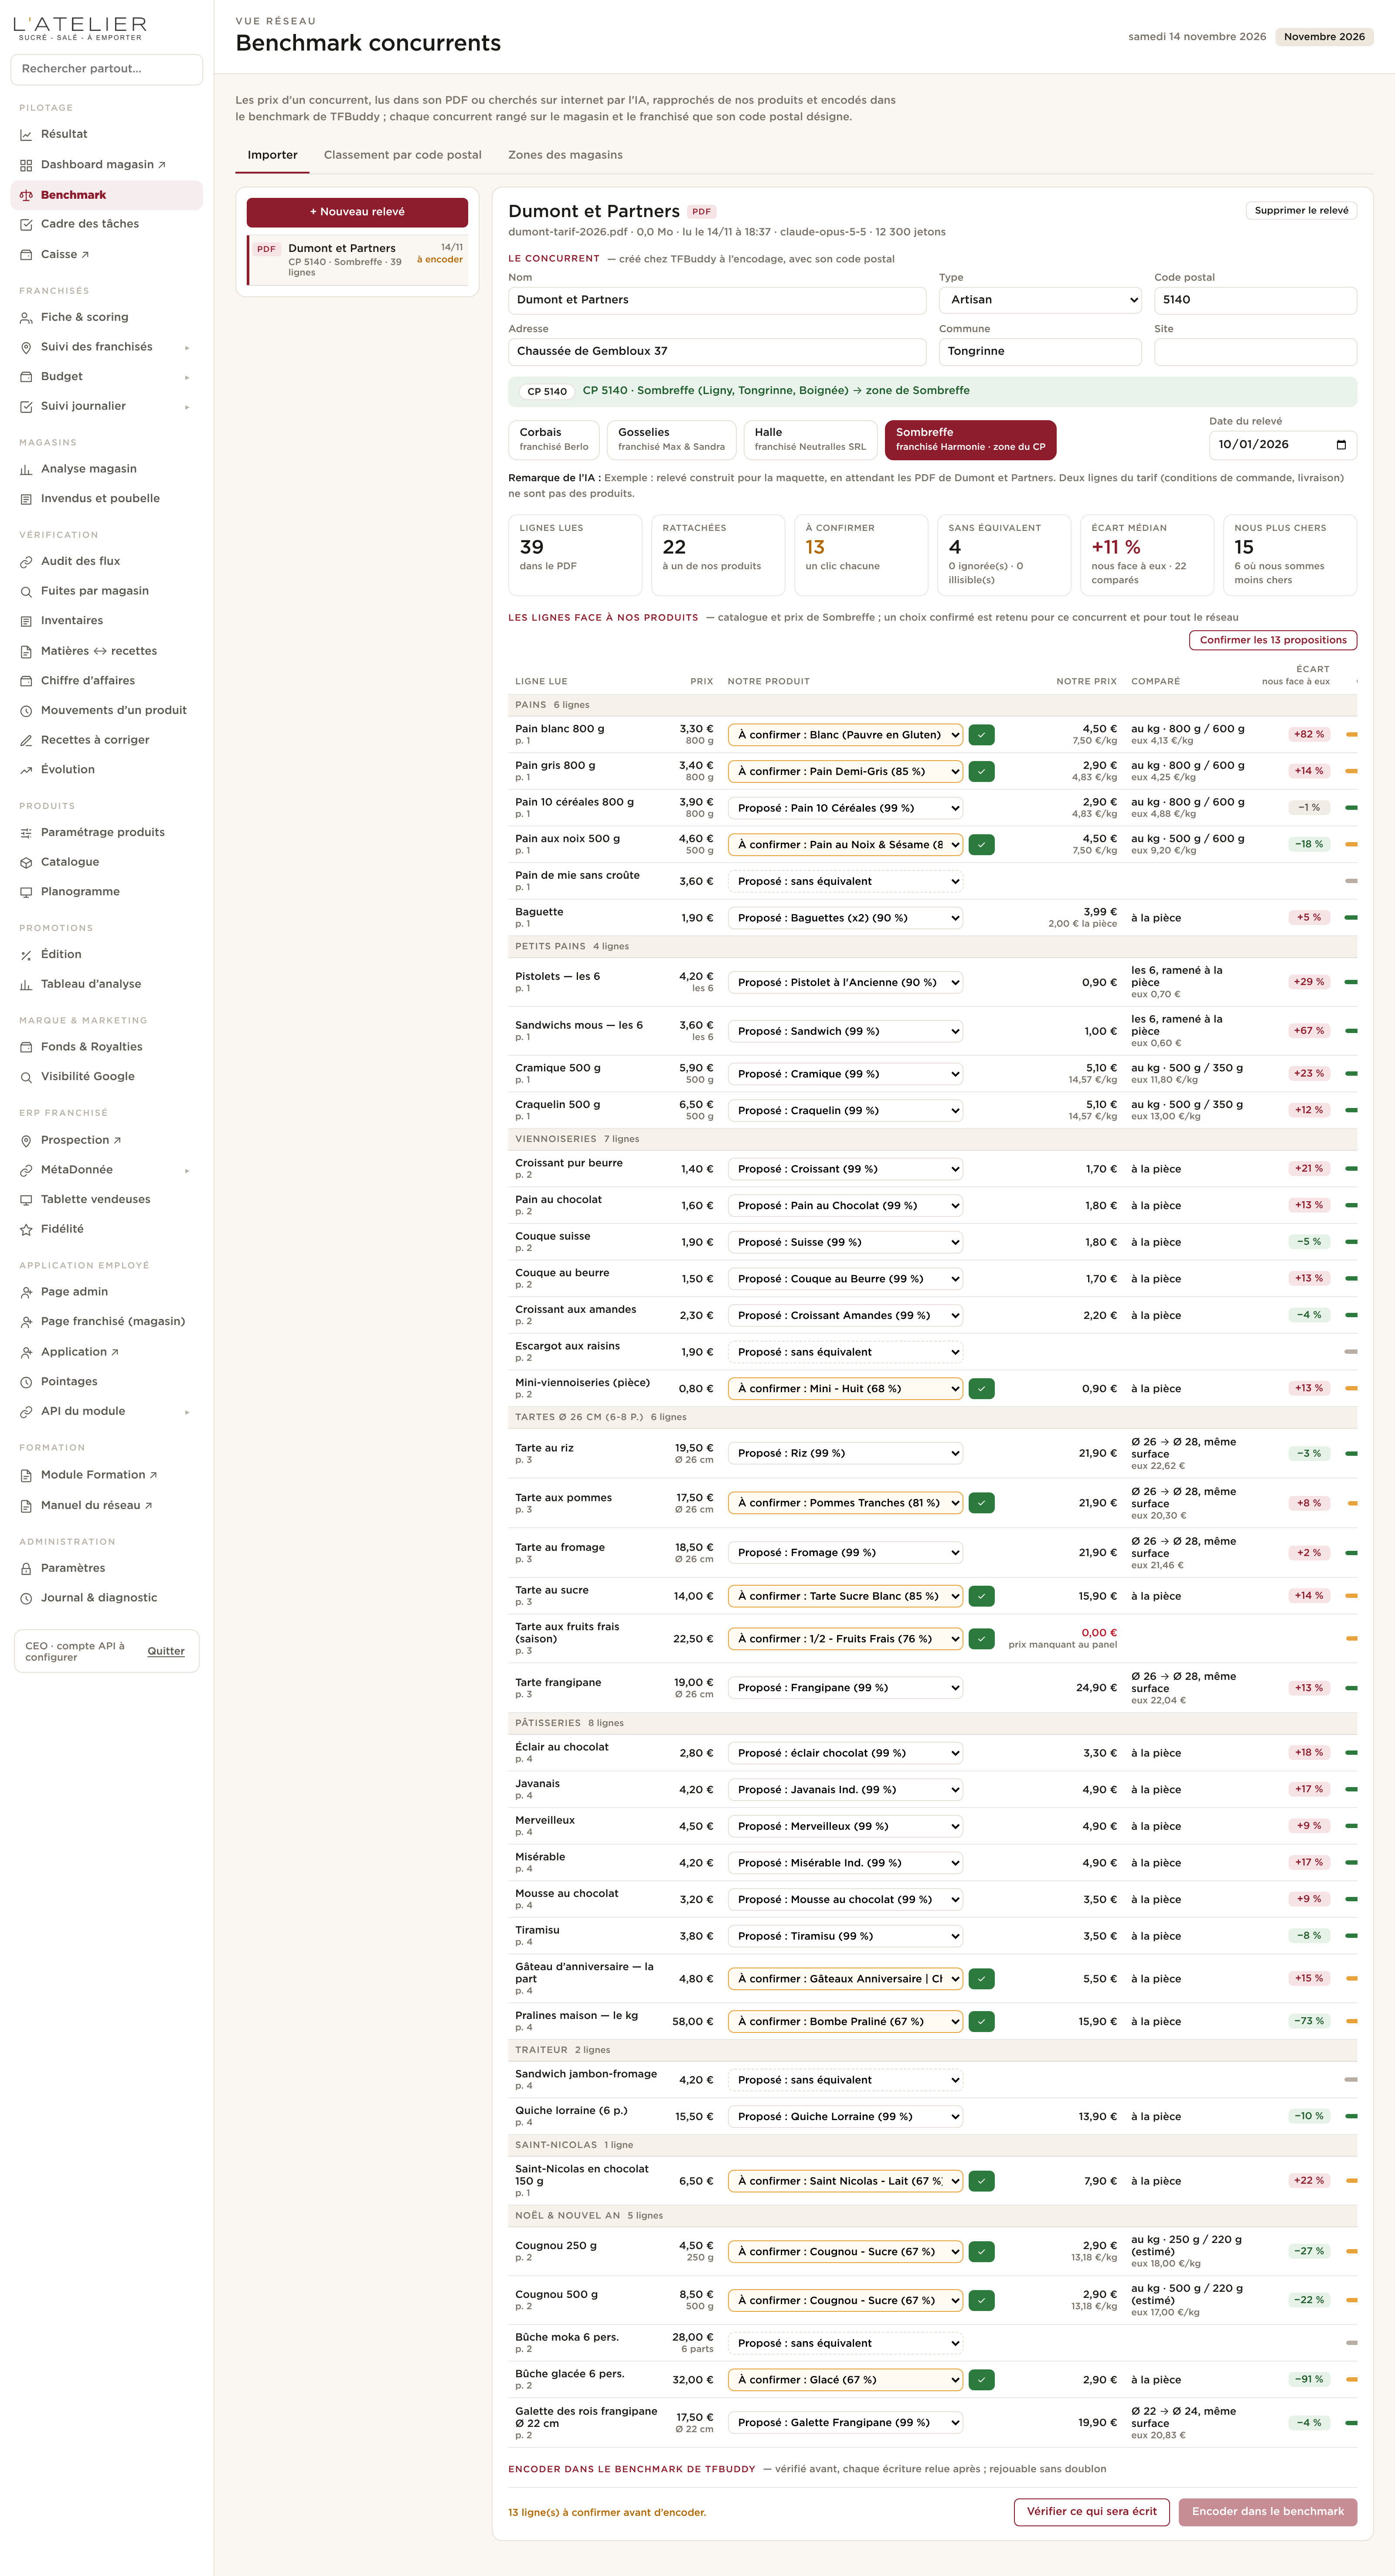 L'ATELIER
SUCRÉ - SALÉ - À EMPORTER
Rechercher partout...
PILOTAGE
Résultat
Dashboard magasin ↗
Benchmark
Cadre des tâches
Caisse ↗
FRANCHISÉS
Fiche & scoring
Suivi des franchisés
Budget
Suivi journalier
MAGASINS
Analyse magasin
Invendus et poubelle
VÉRIFICATION
Audit des flux
Fuites par magasin
Inventaires
Matières ↔ recettes
Chiffre d'affaires
Mouvements d'un produit
Recettes à corriger
Évolution
PRODUITS
Paramétrage produits
Catalogue
Planogramme
PROMOTIONS
Édition
Tableau d'analyse
MARQUE & MARKETING
Fonds & Royalties
Visibilité Google
ERP FRANCHISÉ
Prospection ↗
MétaDonnée
Tablette vendeuses
Fidélité
APPLICATION EMPLOYÉ
Page admin
Page franchisé (magasin)
Application ↗
Pointages
API du module
FORMATION
Module Formation ↗
Manuel du réseau ↗
ADMINISTRATION
Paramètres
Journal & diagnostic
CEO · compte API à
configurer
Quitter
VUE RÉSEAU
Benchmark concurrents
samedi 14 novembre 2026 Novembre 2026
Les prix d'un concurrent, lus dans son PDF ou cherchés sur internet par l'IA, rapprochés de nos produits et encodés dans
le benchmark de TFBuddy ; chaque concurrent rangé sur le magasin et le franchisé que son code postal désigne.
Importer Classement par code postal Zones des magasins
+ Nouveau relevé
PDF Dumont et Partners 14/11
CP 5140 · Sombreffe · 39 à encoder
lignes
Dumont et Partners PDF Supprimer le relevé
dumont-tarif-2026.pdf · 0,0 Mo · lu le 14/11 à 18:37 · claude-opus-5-5 · 12 300 jetons
LE CONCURRENT — créé chez TFBuddy à l'encodage, avec son code postal
Nom Type Code postal
Dumont et Partners Artisan 5140
Adresse Commune Site
Chaussée de Gembloux 37 Tongrinne
CP 5140 CP 5140 · Sombreffe (Ligny, Tongrinne, Boignée) → zone de Sombreffe
Corbais
franchisé Berlo
Gosselies
franchisé Max & Sandra
Halle
franchisé Neutralles SRL
Sombreffe
franchisé Harmonie · zone du CP
Date du relevé
10/01/2026
Remarque de l'IA : Exemple : relevé construit pour la maquette, en attendant les PDF de Dumont et Partners. Deux lignes du tarif (conditions de commande, livraison)
ne sont pas des produits.
LIGNES LUES
39
dans le PDF
RATTACHÉES
22
à un de nos produits
À CONFIRMER
13
un clic chacune
SANS ÉQUIVALENT
4
0 ignorée(s) · 0
illisible(s)
ÉCART MÉDIAN
+11 %
nous face à eux · 22
comparés
NOUS PLUS CHERS
15
6 où nous sommes
moins chers
LES LIGNES FACE À NOS PRODUITS — catalogue et prix de Sombreffe ; un choix confirmé est retenu pour ce concurrent et pour tout le réseau
Confirmer les 13 propositions
LIGNE LUE PRIX NOTRE PRODUIT NOTRE PRIX COMPARÉ ÉCART
nous face à eux
PAINS 6 lignes
Pain blanc 800 g 3,30 € À confirmer : Blanc (Pauvre en Gluten) ✓ 4,50 € au kg · 800 g / 600 g +82 %
p. 1 800 g 7,50 €/kg eux 4,13 €/kg
Pain gris 800 g 3,40 € À confirmer : Pain Demi-Gris (85 %) ✓ 2,90 € au kg · 800 g / 600 g +14 %
p. 1 800 g 4,83 €/kg eux 4,25 €/kg
Pain 10 céréales 800 g 3,90 € Proposé : Pain 10 Céréales (99 %) 2,90 € au kg · 800 g / 600 g −1 %
p. 1 800 g 4,83 €/kg eux 4,88 €/kg
Pain aux noix 500 g 4,60 € À confirmer : Pain au Noix & Sésame (8 ✓ 4,50 € au kg · 500 g / 600 g −18 %
p. 1 500 g 7,50 €/kg eux 9,20 €/kg
Pain de mie sans croûte 3,60 € Proposé : sans équivalent
p. 1
Baguette 1,90 € Proposé : Baguettes (x2) (90 %) 3,99 € à la pièce +5 %
p. 1 2,00 € la pièce
PETITS PAINS 4 lignes
Pistolets — les 6 4,20 € Proposé : Pistolet à l'Ancienne (90 %) 0,90 € les 6, ramené à la pièce +29 %
p. 1 les 6 eux 0,70 €
Sandwichs mous — les 6 3,60 € Proposé : Sandwich (99 %) 1,00 € les 6, ramené à la pièce +67 %
p. 1 les 6 eux 0,60 €
Cramique 500 g 5,90 € Proposé : Cramique (99 %) 5,10 € au kg · 500 g / 350 g +23 %
p. 1 500 g 14,57 €/kg eux 11,80 €/kg
Craquelin 500 g 6,50 € Proposé : Craquelin (99 %) 5,10 € au kg · 500 g / 350 g +12 %
p. 1 500 g 14,57 €/kg eux 13,00 €/kg
VIENNOISERIES 7 lignes
Croissant pur beurre 1,40 € Proposé : Croissant (99 %) 1,70 € à la pièce +21 %
p. 2
Pain au chocolat 1,60 € Proposé : Pain au Chocolat (99 %) 1,80 € à la pièce +13 %
p. 2
Couque suisse 1,90 € Proposé : Suisse (99 %) 1,80 € à la pièce −5 %
p. 2
Couque au beurre 1,50 € Proposé : Couque au Beurre (99 %) 1,70 € à la pièce +13 %
p. 2
Croissant aux amandes 2,30 € Proposé : Croissant Amandes (99 %) 2,20 € à la pièce −4 %
p. 2
Escargot aux raisins 1,90 € Proposé : sans équivalent
p. 2
Mini-viennoiseries (pièce) 0,80 € À confirmer : Mini - Huit (68 %) ✓ 0,90 € à la pièce +13 %
p. 2
TARTES Ø 26 CM (6-8 P.) 6 lignes
Tarte au riz 19,50 € Proposé : Riz (99 %) 21,90 € Ø 26 → Ø 28, même surface −3 %
p. 3 Ø 26 cm eux 22,62 €
Tarte aux pommes 17,50 € À confirmer : Pommes Tranches (81 %) ✓ 21,90 € Ø 26 → Ø 28, même surface +8 %
p. 3 Ø 26 cm eux 20,30 €
Tarte au fromage 18,50 € Proposé : Fromage (99 %) 21,90 € Ø 26 → Ø 28, même surface +2 %
p. 3 Ø 26 cm eux 21,46 €
Tarte au sucre 14,00 € À confirmer : Tarte Sucre Blanc (85 %) ✓ 15,90 € à la pièce +14 %
p. 3
Tarte aux fruits frais (saison) 22,50 € À confirmer : 1/2 - Fruits Frais (76 %) ✓ 0,00 €
p. 3 prix manquant au panel
Tarte frangipane 19,00 € Proposé : Frangipane (99 %) 24,90 € Ø 26 → Ø 28, même surface +13 %
p. 3 Ø 26 cm eux 22,04 €
PÂTISSERIES 8 lignes
Éclair au chocolat 2,80 € Proposé : éclair chocolat (99 %) 3,30 € à la pièce +18 %
p. 4
Javanais 4,20 € Proposé : Javanais Ind. (99 %) 4,90 € à la pièce +17 %
p. 4
Merveilleux 4,50 € Proposé : Merveilleux (99 %) 4,90 € à la pièce +9 %
p. 4
Misérable 4,20 € Proposé : Misérable Ind. (99 %) 4,90 € à la pièce +17 %
p. 4
Mousse au chocolat 3,20 € Proposé : Mousse au chocolat (99 %) 3,50 € à la pièce +9 %
p. 4
Tiramisu 3,80 € Proposé : Tiramisu (99 %) 3,50 € à la pièce −8 %
p. 4
Gâteau d'anniversaire — la part 4,80 € À confirmer : Gâteaux Anniversaire | Ch ✓ 5,50 € à la pièce +15 %
p. 4
Pralines maison — le kg 58,00 € À confirmer : Bombe Praliné (67 %) ✓ 15,90 € à la pièce −73 %
p. 4
TRAITEUR 2 lignes
Sandwich jambon-fromage 4,20 € Proposé : sans équivalent
p. 4
Quiche lorraine (6 p.) 15,50 € Proposé : Quiche Lorraine (99 %) 13,90 € à la pièce −10 %
p. 4
SAINT-NICOLAS 1 ligne
Saint-Nicolas en chocolat 150 g 6,50 € À confirmer : Saint Nicolas - Lait (67 %) ✓ 7,90 € à la pièce +22 %
p. 1
NOËL & NOUVEL AN 5 lignes
Cougnou 250 g 4,50 € À confirmer : Cougnou - Sucre (67 %) ✓ 2,90 € au kg · 250 g / 220 g (estimé) −27 %
p. 2 250 g 13,18 €/kg eux 18,00 €/kg
Cougnou 500 g 8,50 € À confirmer : Cougnou - Sucre (67 %) ✓ 2,90 € au kg · 500 g / 220 g (estimé) −22 %
p. 2 500 g 13,18 €/kg eux 17,00 €/kg
Bûche moka 6 pers. 28,00 € Proposé : sans équivalent
p. 2 6 parts
Bûche glacée 6 pers. 32,00 € À confirmer : Glacé (67 %) ✓ 2,90 € à la pièce −91 %
p. 2
Galette des rois frangipane Ø 22 cm 17,50 € Proposé : Galette Frangipane (99 %) 19,90 € Ø 22 → Ø 24, même surface −4 %
p. 2 Ø 22 cm eux 20,83 €
ENCODER DANS LE BENCHMARK DE TFBUDDY — vérifié avant, chaque écriture relue après ; rejouable sans doublon
13 ligne(s) à confirmer avant d'encoder. Vérifier ce qui sera écrit Encoder dans le benchmark